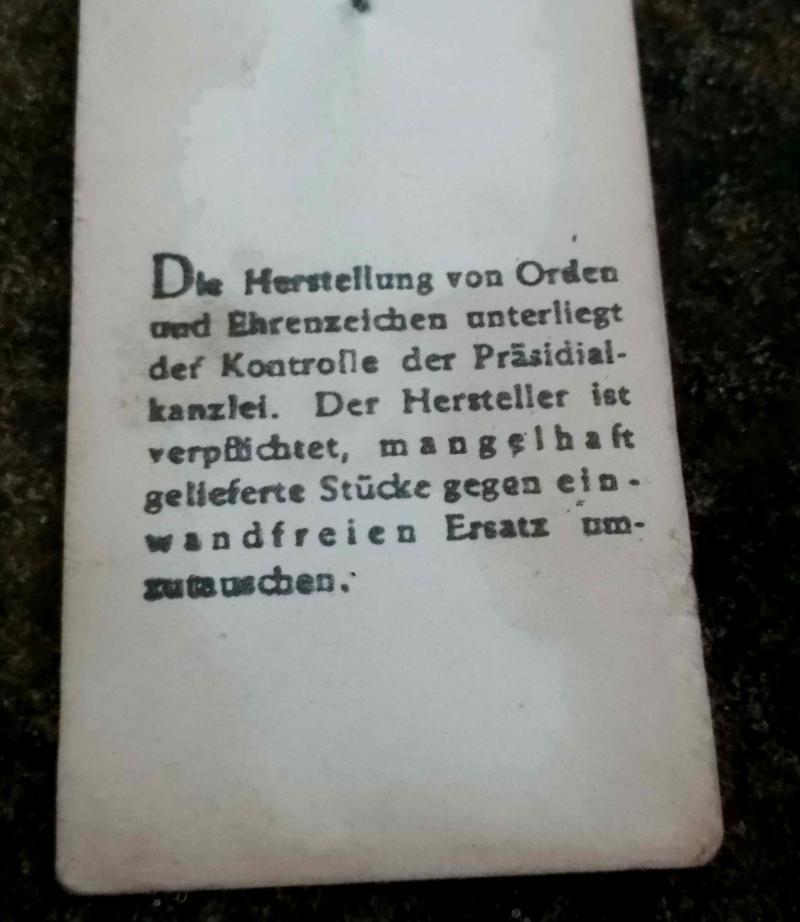 Die Herstellung von Orden
und Ehrenzeichen unterliegt
der Kontrolle der Präsidial-
kanzlei. Der Hersteller ist
verpflichtet, mangelhaft
gelieferte Stücke gegen ein-
wandfreien Ersatz um-
zutauschen.